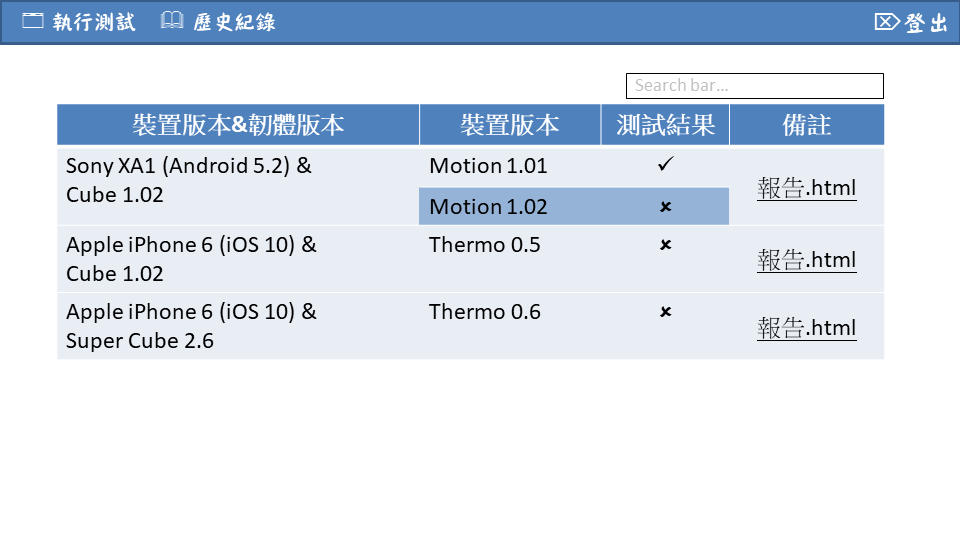 執行測試 歷史紀錄 登出
Search bar...
裝置版本&韌體版本 裝置版本 測試結果 備註
Sony XA1 (Android 5.2) & Motion 1.01 ✓
Cube 1.02 報告.html
Motion 1.02 ×
Apple iPhone 6 (iOS 10) & Thermo 0.5 ×
Cube 1.02 報告.html
Apple iPhone 6 (iOS 10) & Thermo 0.6 ×
Super Cube 2.6 報告.html